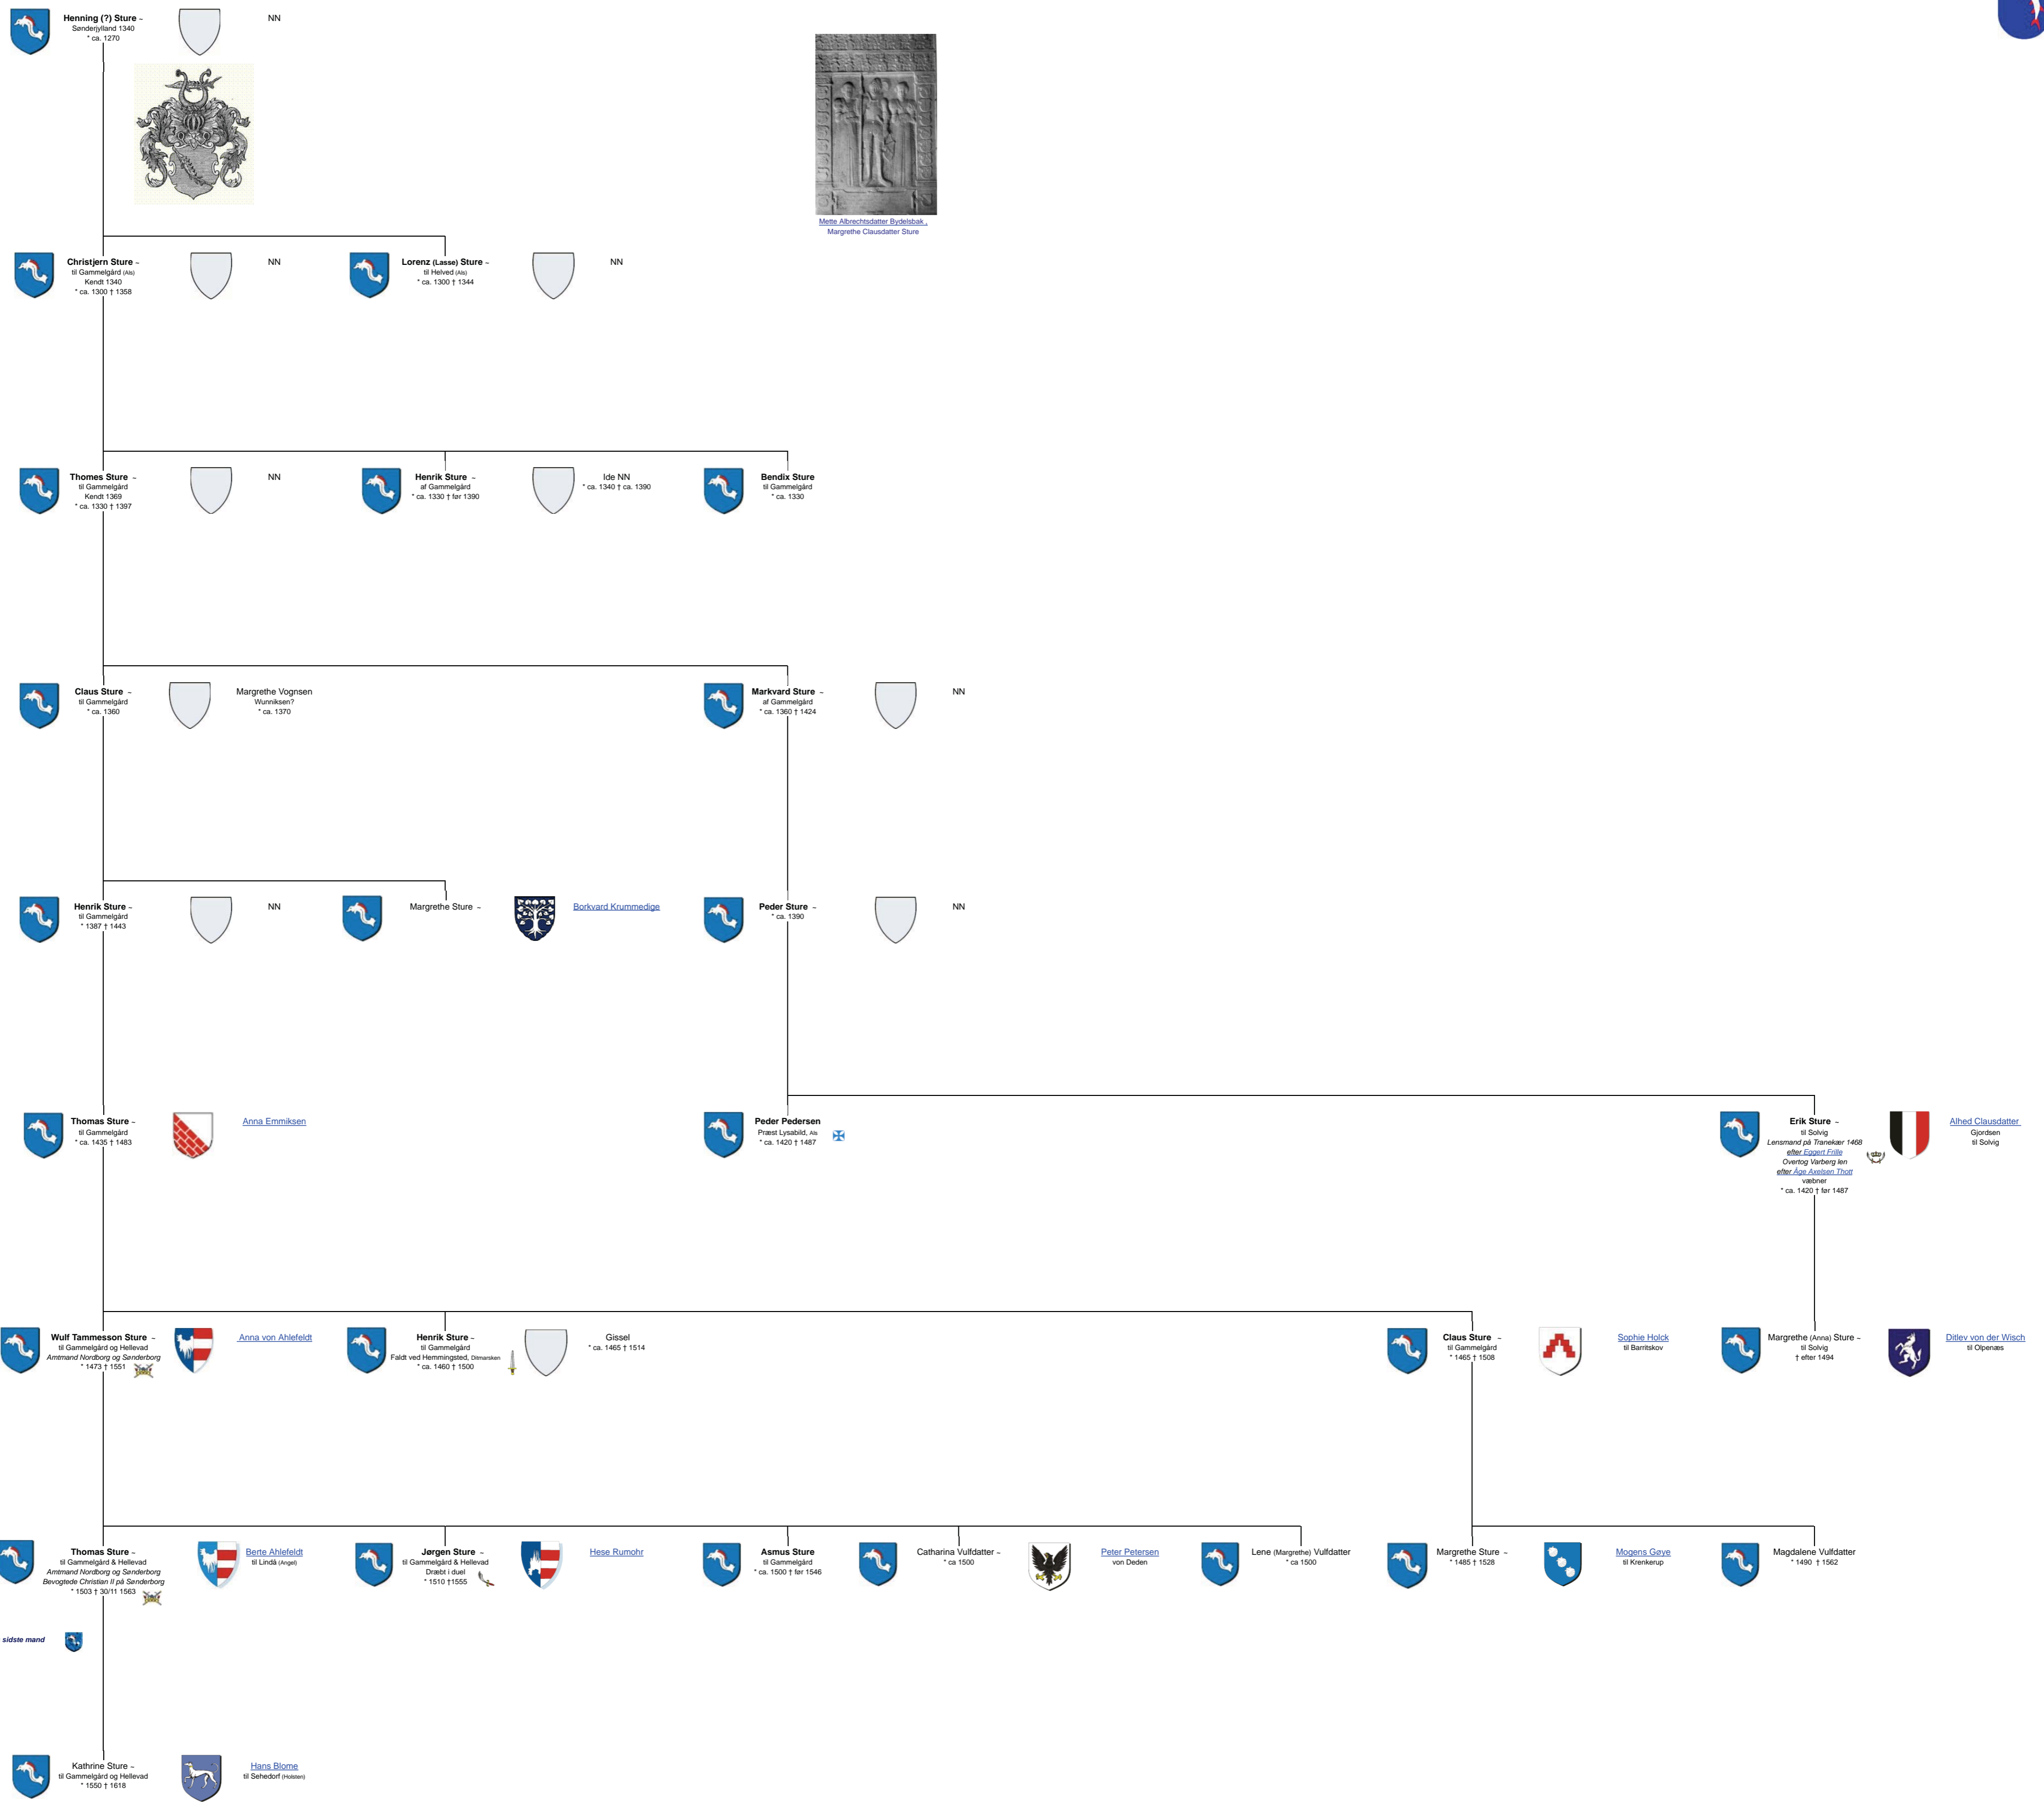 Henning (?) Sture ~
Sønderjylland 1340
* ca. 1270
NN
Mette Albrechtsdatter Bydelsbak ,
Margrethe Clausdatter Sture
Christjern Sture ~
til Gammelgård (Als)
Kendt 1340
* ca. 1300 † 1358
NN
Lorenz (Lasse) Sture ~
til Helved (Als)
* ca. 1300 † 1344
NN
Thomes Sture ~
til Gammelgård
Kendt 1369
* ca. 1330 † 1397
NN
Henrik Sture ~
af Gammelgård
* ca. 1330 † før 1390
Ide NN
* ca. 1340 † ca. 1390
Bendix Sture
til Gammelgård
* ca. 1330
Claus Sture ~
til Gammelgård
* ca. 1360
Margrethe Vognsen
Wunniksen?
* ca. 1370
Markvard Sture ~
af Gammelgård
* ca. 1360 † 1424
NN
Henrik Sture ~
til Gammelgård
* 1387 † 1443
NN
Margrethe Sture ~
Borkvard Krummedige
Peder Sture ~
* ca. 1390
NN
Thomas Sture ~
til Gammelgård
* ca. 1435 † 1483
Anna Emmiksen
Peder Pedersen
Præst Lysabild, Als
* ca. 1420 † 1487
Erik Sture ~
til Solvig
Lensmand på Tranekær 1468
efter Eggert Frille
Overtog Varberg len
efter Åge Axelsen Thott
væbner
* ca. 1420 † før 1487
Alhed Clausdatter
Gjordsen
til Solvig
Wulf Tammesson Sture ~
til Gammelgård og Hellevad
Amtmand Nordborg og Sønderborg
* 1473 † 1551
Anna von Ahlefeldt
Henrik Sture ~
til Gammelgård
Faldt ved Hemmingsted, Ditmarsken
* ca. 1460 † 1500
Gissel
* ca. 1465 † 1514
Claus Sture ~
til Gammelgård
* 1465 † 1508
Sophie Holck
til Barritskov
Margrethe (Anna) Sture ~
til Solvig
† efter 1494
Ditlev von der Wisch
til Olpenæs
Thomas Sture ~
til Gammelgård & Hellevad
Amtmand Nordborg og Sønderborg
Bevogtede Christian II på Sønderborg
* 1503 † 30/11 1563
Berte Ahlefeldt
til Lindå (Angel)
Jørgen Sture ~
til Gammelgård & Hellevad
Dræbt i duel
* 1510 †1555
Hese Rumohr
Asmus Sture
til Gammelgård
* ca. 1500 † før 1546
Catharina Vulfdatter ~
* ca 1500
Peter Petersen
von Deden
Lene (Margrethe) Vulfdatter
* ca 1500
Margrethe Sture ~
* 1485 † 1528
Mogens Gøye
til Krenkerup
Magdalene Vulfdatter
* 1490 † 1562
sidste mand
Kathrine Sture ~
til Gammelgård og Hellevad
* 1550 † 1618
Hans Blome
til Sehedorf (Holsten)